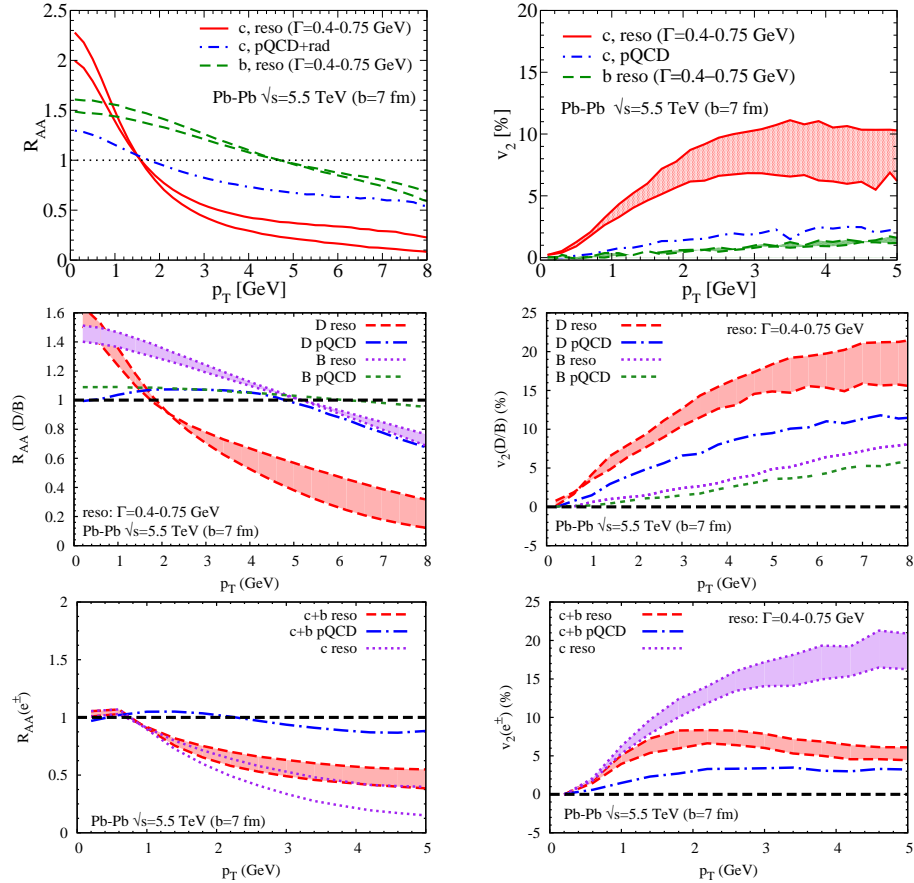 2.5
2
1.5
1
0.5
0
R_AA
c, reso (Γ=0.4-0.75 GeV)
c, pQCD+rad
b, reso (Γ=0.4-0.75 GeV)
Pb-Pb √s=5.5 TeV (b=7 fm)
0 1 2 3 4 5 6 7 8
p_T [GeV]
20
15
10
5
0
v_2 [%]
c, reso (Γ=0.4-0.75 GeV)
c, pQCD
b reso (Γ=0.4−0.75 GeV)
Pb-Pb √s=5.5 TeV (b=7 fm)
0 1 2 3 4 5
p_T [GeV]
1.6
1.4
1.2
1
0.8
0.6
0.4
0.2
0
R_AA (D/B)
D reso
D pQCD
B reso
B pQCD
reso: Γ=0.4-0.75 GeV
Pb-Pb √s=5.5 TeV (b=7 fm)
0 1 2 3 4 5 6 7 8
p_T (GeV)
25
20
15
10
5
0
-5
v_2(D/B) (%)
reso: Γ=0.4-0.75 GeV
D reso
D pQCD
B reso
B pQCD
Pb-Pb √s=5.5 TeV (b=7 fm)
0 1 2 3 4 5 6 7 8
p_T (GeV)
2
1.5
1
0.5
0
R_AA(e^±)
c+b reso
c+b pQCD
c reso
Pb-Pb √s=5.5 TeV (b=7 fm)
0 1 2 3 4 5
p_T (GeV)
25
20
15
10
5
0
-5
v_2(e^±) (%)
c+b reso
c+b pQCD
c reso
reso: Γ=0.4-0.75 GeV
Pb-Pb √s=5.5 TeV (b=7 fm)
0 1 2 3 4 5
p_T (GeV)